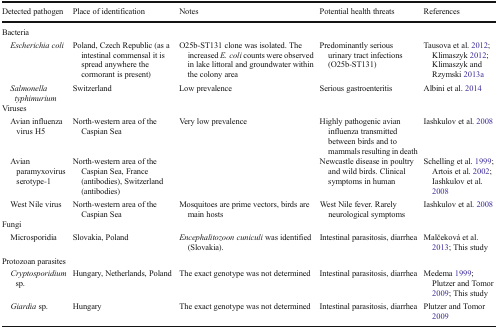 Detected pathogen Place of identification Notes Potential health threats References
Bacteria
Escherichia coli Poland, Czech Republic (as a O25b-ST131 clone was isolated. The Predominantly serious Tausova et al. 2012;
intestinal commensal it is increased E. coli counts were observed urinary tract infections Klimaszyk 2012;
spread anywhere the in lake littoral and groundwater within (O25b-ST131) Klimaszyk and
cormorant is present) the colony area Rzymski 2013a
Salmonella Switzerland Low prevalence Serious gastroenteritis Albini et al. 2014
typhimurium
Viruses
Avian influenza North-western area of the Very low prevalence Highly pathogenic avian Iashkulov et al. 2008
virus H5 Caspian Sea influenza transmitted
between birds and to
mammals resulting in death
Avian North-western area of the Newcastle disease in poultry Schelling et al. 1999;
paramyxovirus Caspian Sea, France and wild birds. Clinical Artois et al. 2002;
serotype-1 (antibodies), Switzerland symptoms in human Iashkulov et al.
(antibodies) 2008
West Nile virus North-western area of the Mosquitoes are prime vectors, birds are West Nile fever. Rarely Iashkulov et al. 2008
Caspian Sea main hosts neurological symptoms
Fungi
Microsporidia Slovakia, Poland Encephalitozoon cuniculi was identified Intestinal parasitosis, diarrhea Malčeková et al.
(Slovakia). 2013; This study
Protozoan parasites
Cryptosporidium Hungary, Netherlands, Poland The exact genotype was not determined Intestinal parasitosis, diarrhea Medema 1999;
sp. Plutzer and Tomor
2009; This study
Giardia sp. Hungary The exact genotype was not determined Intestinal parasitosis, diarrhea Plutzer and Tomor
2009